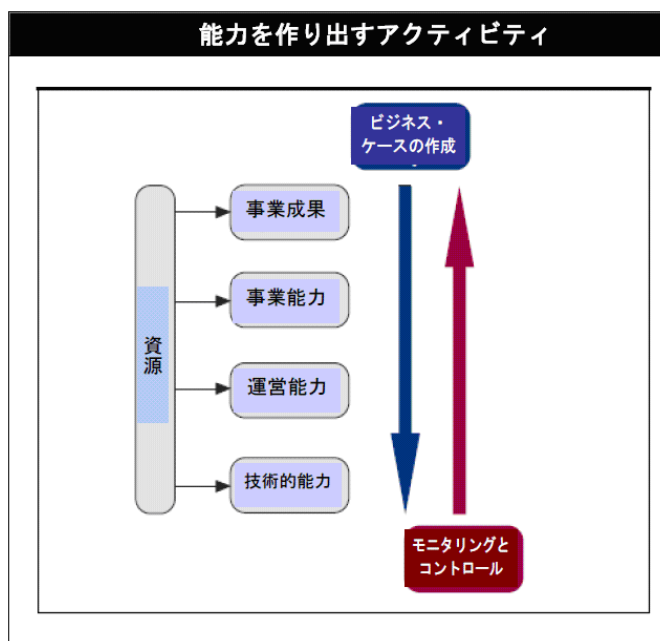 能力を作り出すアクティビティ
ビジネス・
ケースの作成
事業成果
事業能力
資源
運営能力
技術的能力
モニタリングと
コントロール